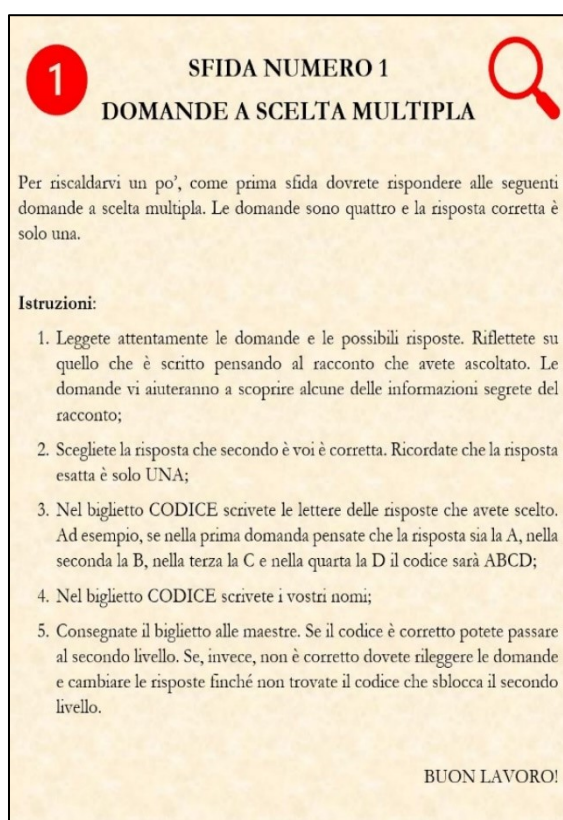 1
SFIDA NUMERO 1
DOMANDE A SCELTA MULTIPLA
Per riscaldarvi un po', come prima sfida dovrete rispondere alle seguenti
domande a scelta multipla. Le domande sono quattro e la risposta corretta è
solo una.
Istruzioni:
1. Leggete attentamente le domande e le possibili risposte. Riflettete su
quello che è scritto pensando al racconto che avete ascoltato. Le
domande vi aiuteranno a scoprire alcune delle informazioni segrete del
racconto;
2. Scegliete la risposta che secondo è voi è corretta. Ricordate che la risposta
esatta è solo UNA;
3. Nel biglietto CODICE scrivete le lettere delle risposte che avete scelto.
Ad esempio, se nella prima domanda pensate che la risposta sia la A, nella
seconda la B, nella terza la C e nella quarta la D il codice sarà ABCD;
4. Nel biglietto CODICE scrivete i vostri nomi;
5. Consegnate il biglietto alle maestre. Se il codice è corretto potete passare
al secondo livello. Se, invece, non è corretto dovete rileggere le domande
e cambiare le risposte finché non trovate il codice che sblocca il secondo
livello.
BUON LAVORO!